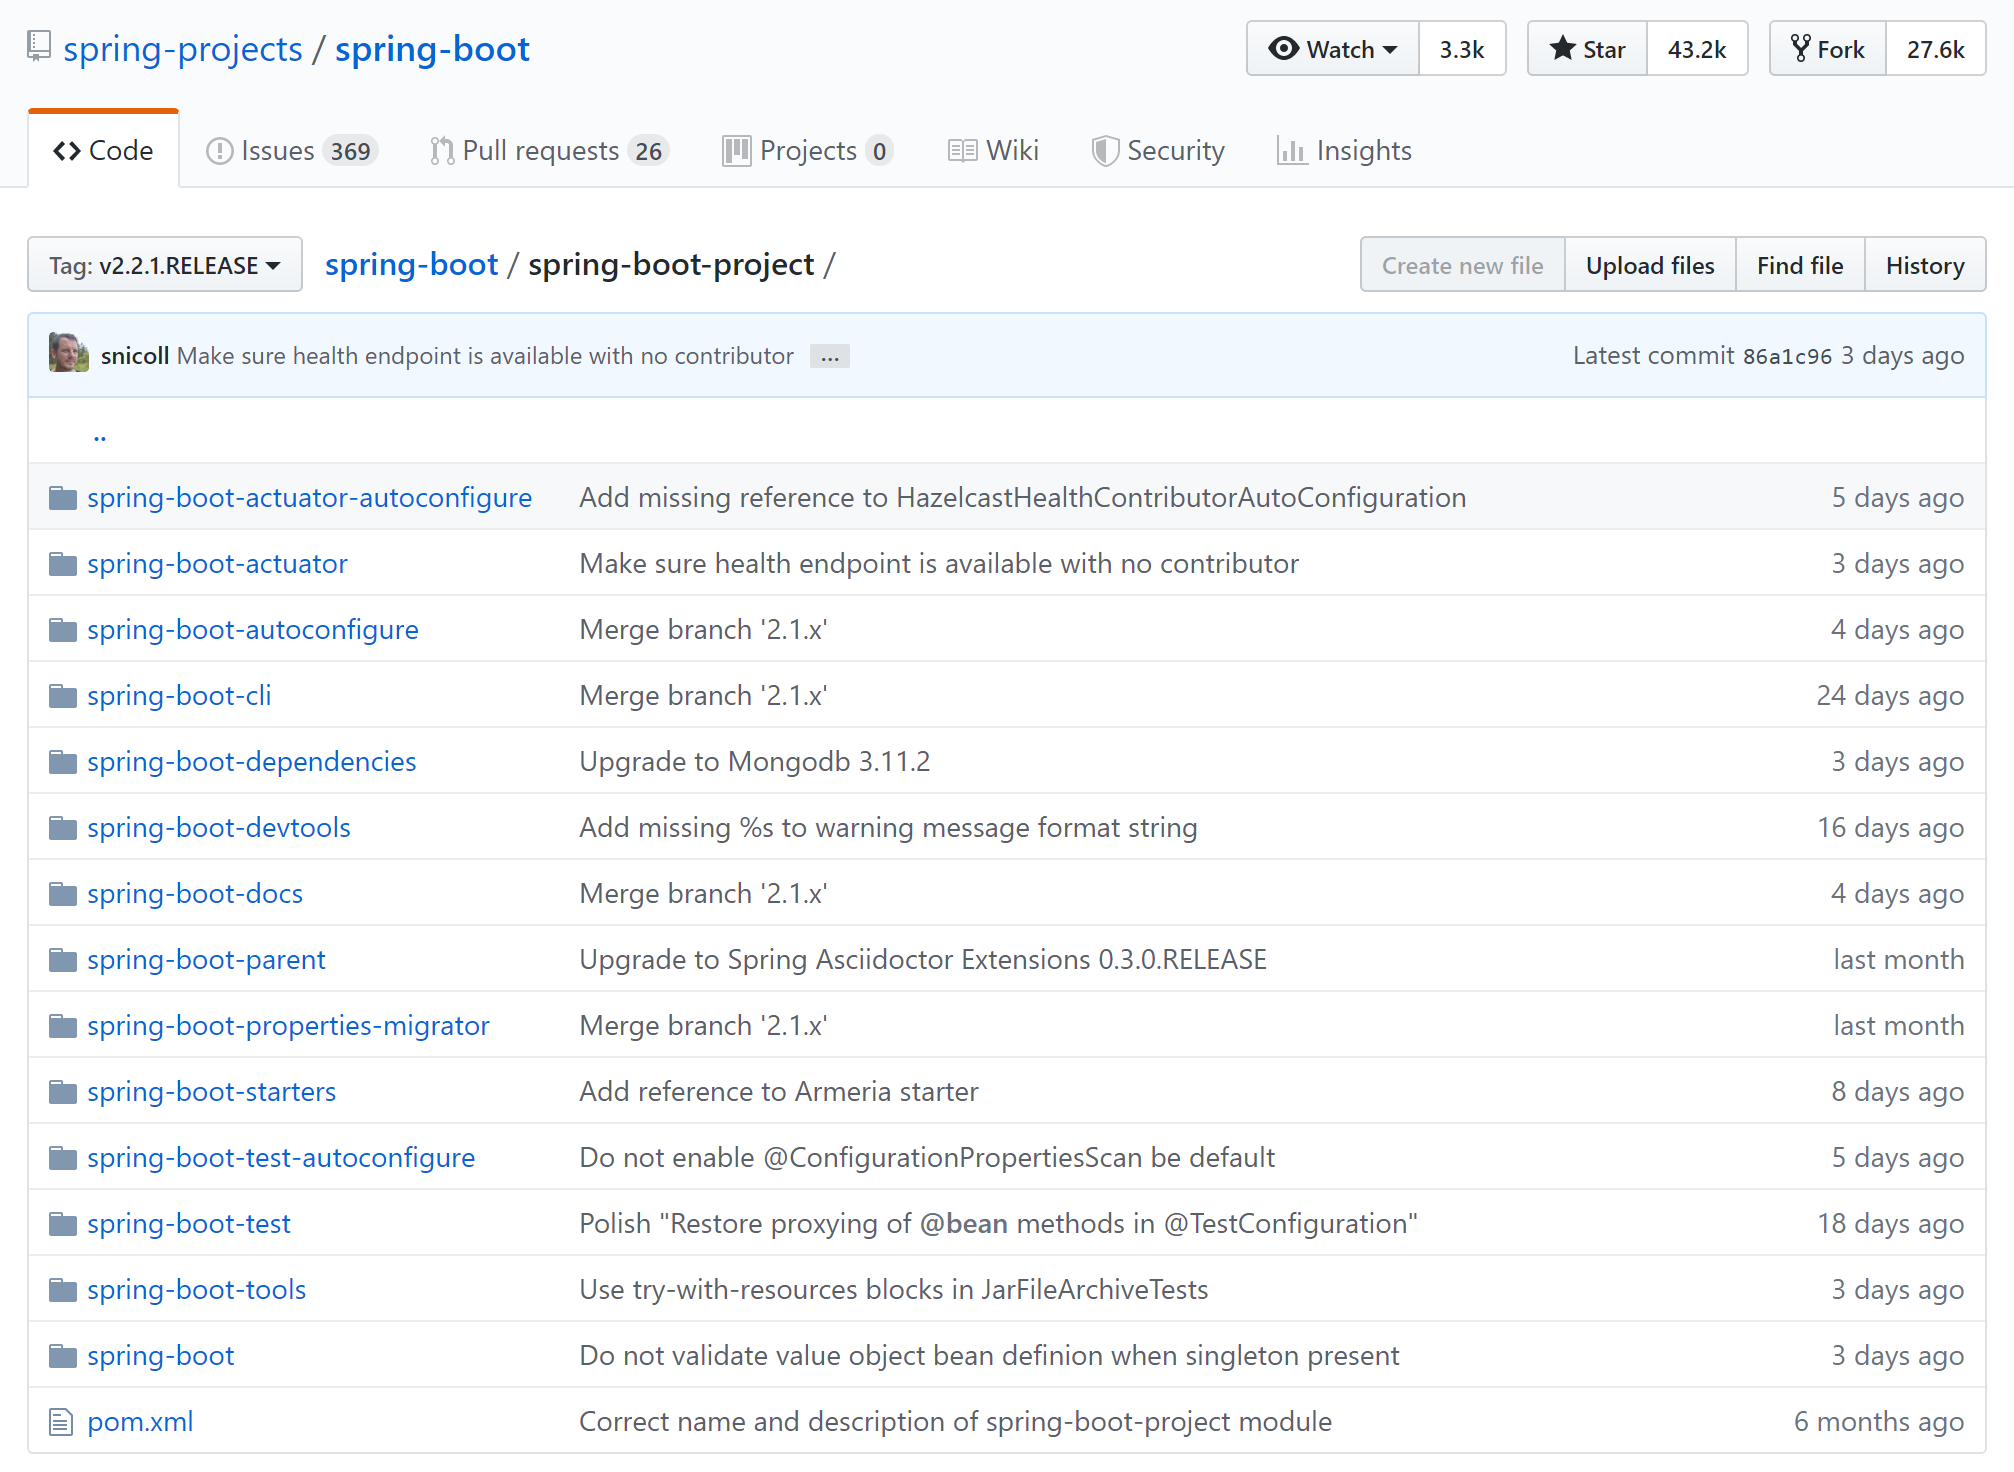 spring-projects / spring-boot
Watch 3.3k Star 43.2k Fork 27.6k
Code Issues 369 Pull requests 26 Projects 0 Wiki Security Insights
Tag: v2.2.1.RELEASE spring-boot / spring-boot-project / Create new file Upload files Find file History
snicoll Make sure health endpoint is available with no contributor ... Latest commit 86a1c96 3 days ago
..
spring-boot-actuator-autoconfigure Add missing reference to HazelcastHealthContributorAutoConfiguration 5 days ago
spring-boot-actuator Make sure health endpoint is available with no contributor 3 days ago
spring-boot-autoconfigure Merge branch '2.1.x' 4 days ago
spring-boot-cli Merge branch '2.1.x' 24 days ago
spring-boot-dependencies Upgrade to Mongodb 3.11.2 3 days ago
spring-boot-devtools Add missing %s to warning message format string 16 days ago
spring-boot-docs Merge branch '2.1.x' 4 days ago
spring-boot-parent Upgrade to Spring Asciidoctor Extensions 0.3.0.RELEASE last month
spring-boot-properties-migrator Merge branch '2.1.x' last month
spring-boot-starters Add reference to Armeria starter 8 days ago
spring-boot-test-autoconfigure Do not enable @ConfigurationPropertiesScan be default 5 days ago
spring-boot-test Polish "Restore proxying of @bean methods in @TestConfiguration" 18 days ago
spring-boot-tools Use try-with-resources blocks in JarFileArchiveTests 3 days ago
spring-boot Do not validate value object bean definion when singleton present 3 days ago
pom.xml Correct name and description of spring-boot-project module 6 months ago